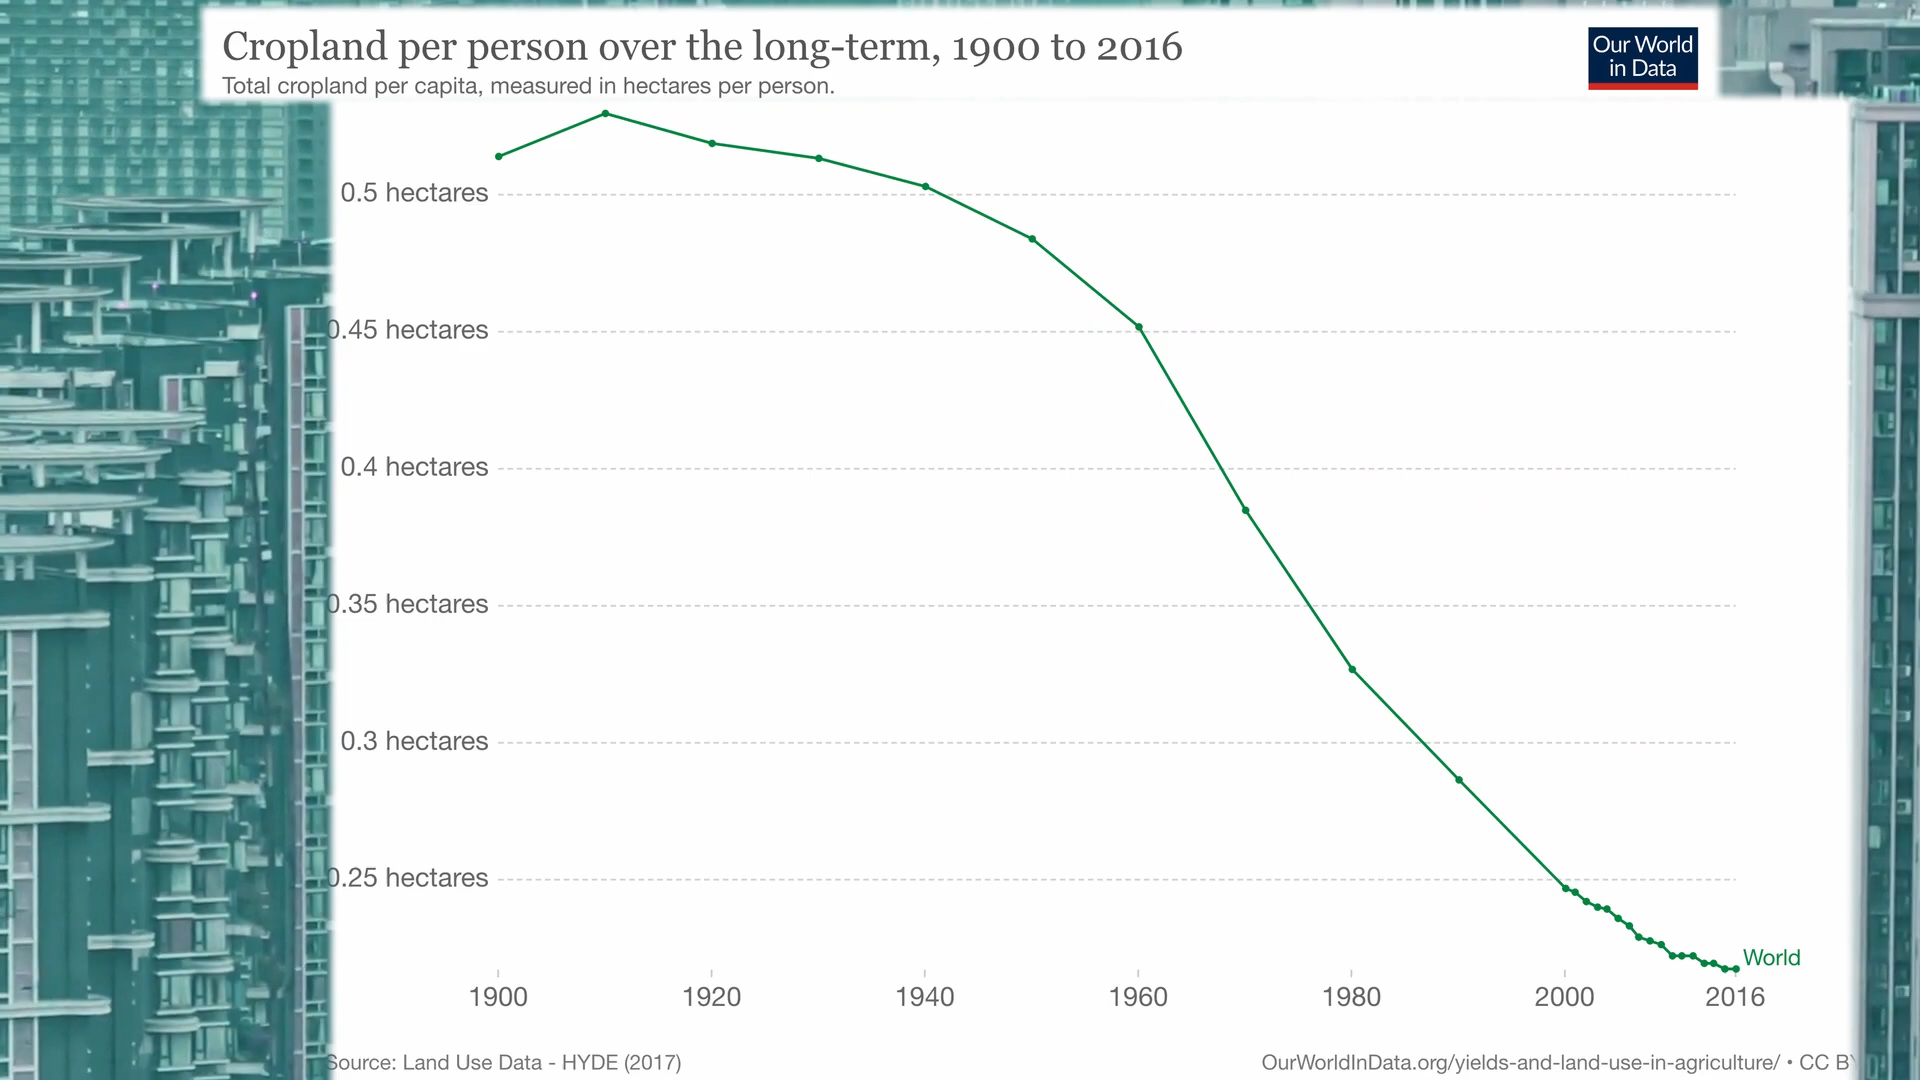 Cropland per person over the long-term, 1900 to 2016
Total cropland per capita, measured in hectares per person.
Our World
in Data
0.5 hectares
0.45 hectares
0.4 hectares
0.35 hectares
0.3 hectares
0.25 hectares
World
1900 1920 1940 1960 1980 2000 2016
Source: Land Use Data - HYDE (2017)
OurWorldInData.org/yields-and-land-use-in-agriculture/ • CC BY